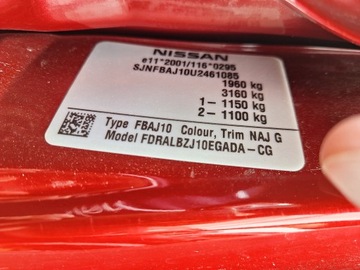 NISSAN
e11*2001/116*0295
SJNFBAJ10U2461085
1960 kg
3160 kg
1- 1150 kg
2- 1100 kg
Type FBAJ10 Colour, Trim NAJ G
Model FDRALBZJ10EGADA-CG